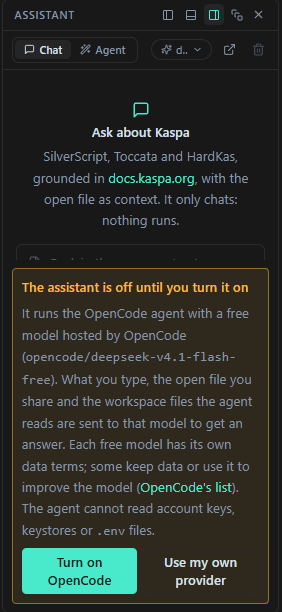 ASSISTANT
Chat
Agent
d..
Ask about Kaspa
SilverScript, Toccata and HardKas,
grounded in docs.kaspa.org, with the
open file as context. It only chats:
nothing runs.
The assistant is off until you turn it on
It runs the OpenCode agent with a free
model hosted by OpenCode
(opencode/deepseek-v4.1-flash-
free). What you type, the open file you
share and the workspace files the agent
reads are sent to that model to get an
answer. Each free model has its own
data terms; some keep data or use it to
improve the model (OpenCode's list).
The agent cannot read account keys,
keystores or .env files.
Turn on
OpenCode
Use my own
provider